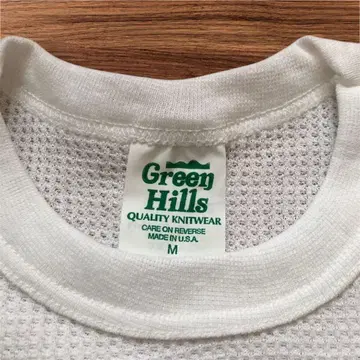 Green
Hills
QUALITY KNITWEAR
CARE ON REVERSE
MADE IN U.S.A.
M